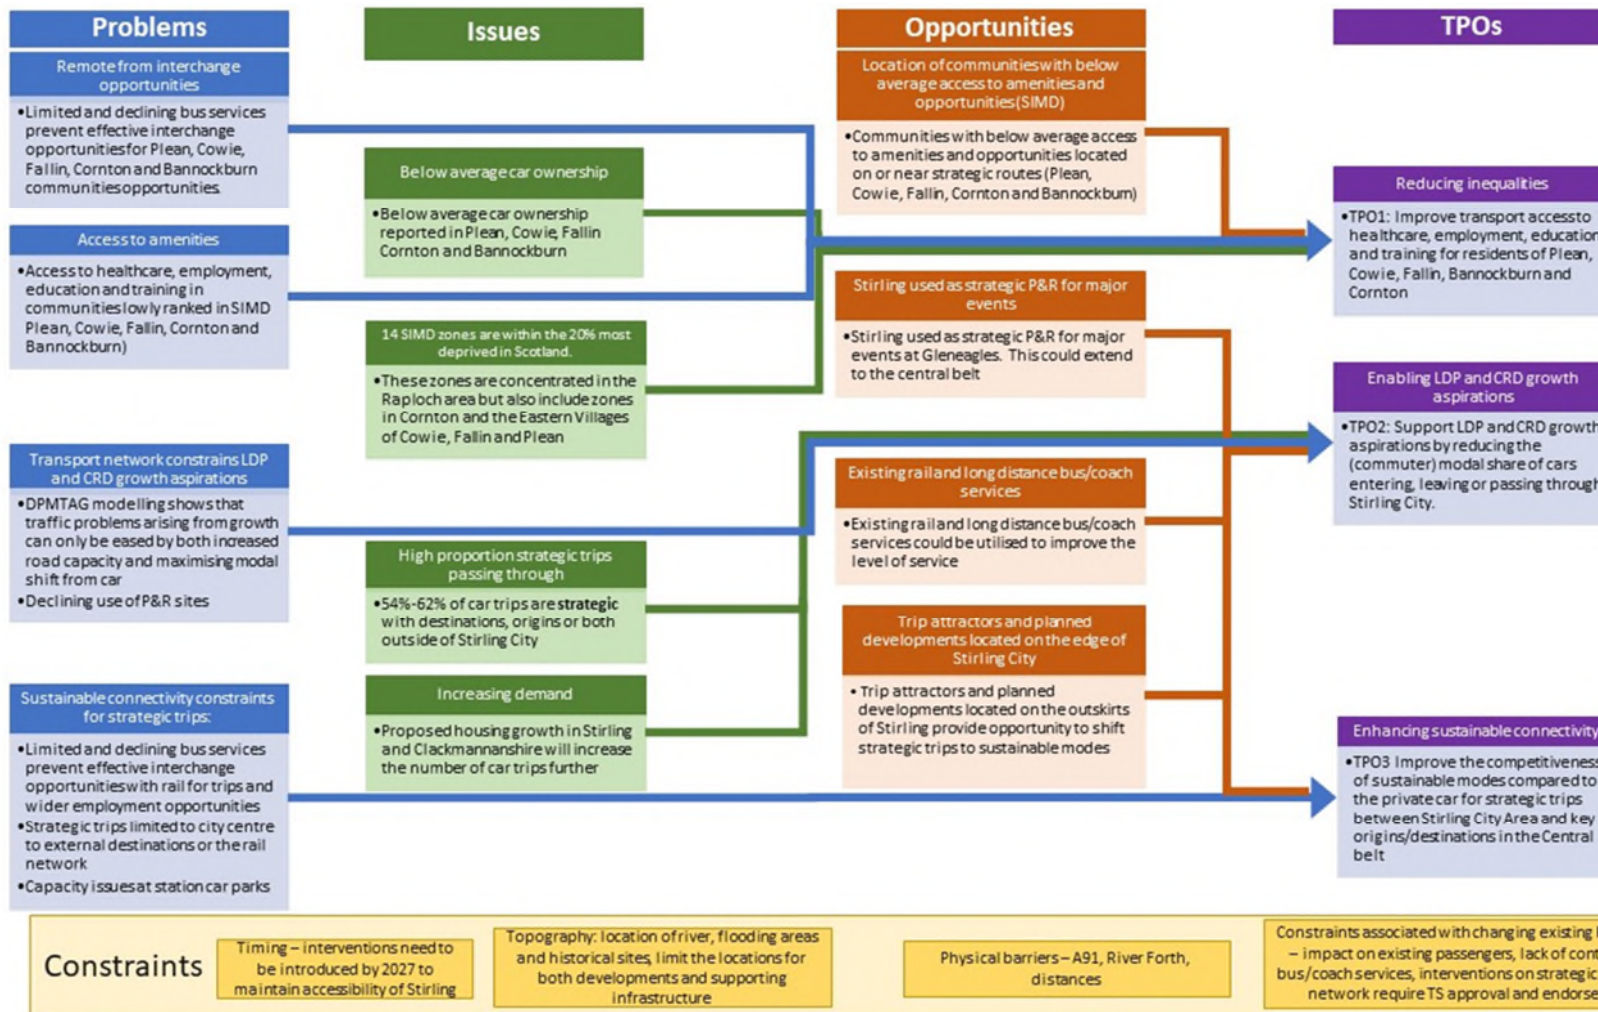 Problems
Remote from interchange
opportunities
•Limited and declining bus services
prevent effective interchange
opportunities for Plean, Cowie,
Fallin, Cornton and Bannockburn
communities opportunities.
Access to amenities
•Access to healthcare, employment,
education and training in
communities lowly ranked in SIMD
Plean, Cowie, Fallin, Cornton and
Bannockburn)
Transport network constrains LDP
and CRD growth aspirations
•DPMTAG modelling shows that
traffic problems arising from growth
can only be eased by both increased
road capacity and maximising modal
shift from car
•Declining use of P&R sites
Sustainable connectivity constraints
for strategic trips:
•Limited and declining bus services
prevent effective interchange
opportunities with rail for trips and
wider employment opportunities
•Strategic trips limited to city centre
to external destinations or the rail
network
•Capacity issues at station car parks
Issues
Below average car ownership
•Below average car ownership
reported in Plean, Cowie, Fallin
Cornton and Bannockburn
14 SIMD zones are within the 20% most
deprived in Scotland.
•These zones are concentrated in the
Raploch area but also include zones
in Cornton and the Eastern Villages
of Cowie, Fallin and Plean
High proportion strategic trips
passing through
•54%-62% of car trips are strategic
with destinations, origins or both
outside of Stirling City
Increasing demand
•Proposed housing growth in Stirling
and Clackmannanshire will increase
the number of car trips further
Opportunities
Location of communities with below
average access to amenities and
opportunities (SIMD)
•Communities with below average access
to amenities and opportunities located
on or near strategic routes (Plean,
Cowie, Fallin, Cornton and Bannockburn)
Stirling used as strategic P&R for major
events
•Stirling used as strategic P&R for major
events at Gleneagles. This could extend
to the central belt
Existing rail and long distance bus/coach
services
•Existing rail and long distance bus/coach
services could be utilised to improve the
level of service
Trip attractors and planned
developments located on the edge of
Stirling City
• Trip attractors and planned
developments located on the outskirts
of Stirling provide opportunity to shift
strategic trips to sustainable modes
TPOs
Reducing inequalities
•TPO1: Improve transport access to
healthcare, employment, education
and training for residents of Plean,
Cowie, Fallin, Bannockburn and
Cornton
Enabling LDP and CRD growth
aspirations
•TPO2: Support LDP and CRD growth
aspirations by reducing the
(commuter) modal share of cars
entering, leaving or passing through
Stirling City.
Enhancing sustainable connectivity
•TPO3 Improve the competitiveness
of sustainable modes compared to
the private car for strategic trips
between Stirling City Area and key
origins/destinations in the Central
belt
Constraints
Timing – interventions need to
be introduced by 2027 to
maintain accessibility of Stirling
Topography: location of river, flooding areas
and historical sites, limit the locations for
both developments and supporting
infrastructure
Physical barriers – A91, River Forth,
distances
Constraints associated with changing existing
– impact on existing passengers, lack of
bus/coach services, interventions on strategic
network require TS approval and